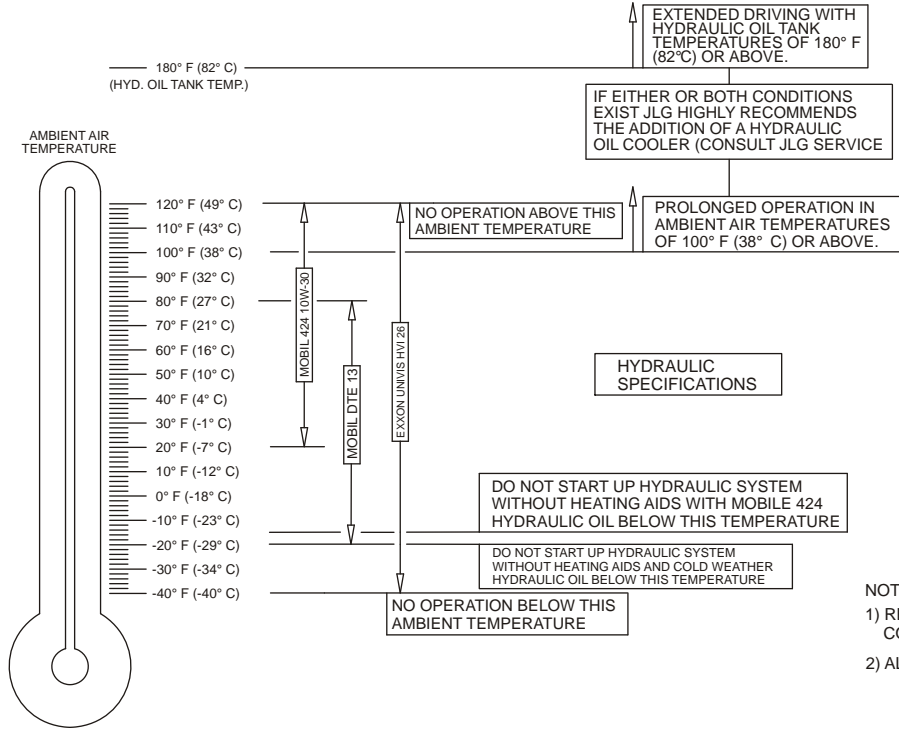 EXTENDED DRIVING WITH
HYDRAULIC OIL TANK
TEMPERATURES OF 180° F
(82°C) OR ABOVE.
180° F (82° C)
(HYD. OIL TANK TEMP.)
IF EITHER OR BOTH CONDITIONS
EXIST JLG HIGHLY RECOMMENDS
THE ADDITION OF A HYDRAULIC
OIL COOLER (CONSULT JLG SERVICE
AMBIENT AIR
TEMPERATURE
120° F (49° C)
110° F (43° C)
100° F (38° C)
90° F (32° C)
80° F (27° C)
70° F (21° C)
60° F (16° C)
50° F (10° C)
40° F (4° C)
30° F (-1° C)
20° F (-7° C)
10° F (-12° C)
0° F (-18° C)
-10° F (-23° C)
-20° F (-29° C)
-30° F (-34° C)
-40° F (-40° C)
MOBIL 424 10W-30
MOBIL DTE 13
EXXON UNIVIS HVI 26
NO OPERATION ABOVE THIS
AMBIENT TEMPERATURE
PROLONGED OPERATION IN
AMBIENT AIR TEMPERATURES
OF 100° F (38° C) OR ABOVE.
HYDRAULIC
SPECIFICATIONS
DO NOT START UP HYDRAULIC SYSTEM
WITHOUT HEATING AIDS WITH MOBILE 424
HYDRAULIC OIL BELOW THIS TEMPERATURE
DO NOT START UP HYDRAULIC SYSTEM
WITHOUT HEATING AIDS AND COLD WEATHER
HYDRAULIC OIL BELOW THIS TEMPERATURE
NO OPERATION BELOW THIS
AMBIENT TEMPERATURE
1)
2)